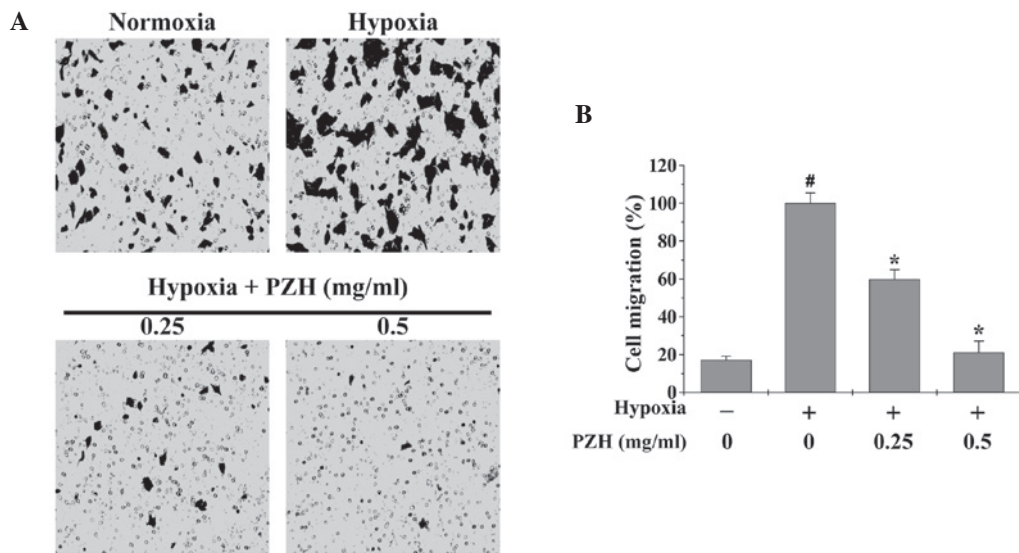 A
Normoxia
Hypoxia
Hypoxia + PZH (mg/ml)
0.25
0.5
B
Cell migration (%)
120
100
80
60
40
20
0
#
*
*
Hypoxia – + + +
PZH (mg/ml) 0 0 0.25 0.5